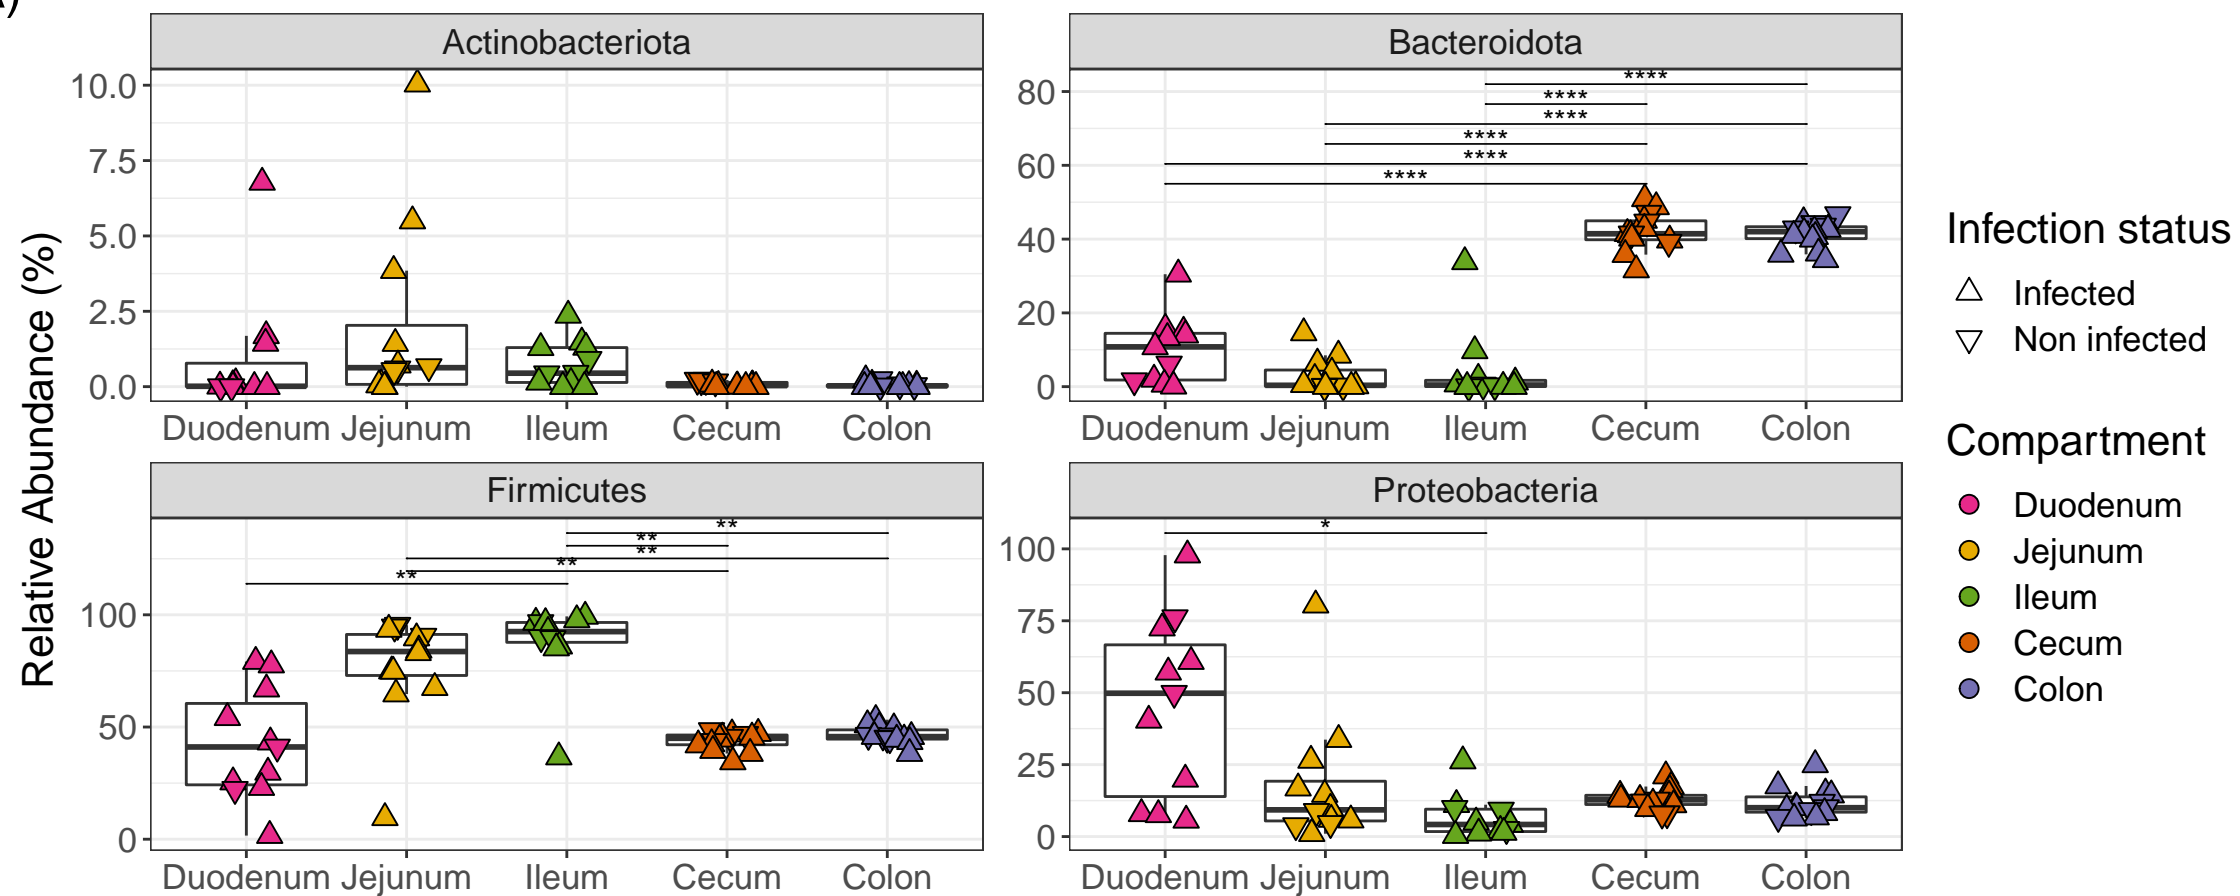 A)
Actinobacteriota
Bacteroidota
Relative Abundance (%)
10.0
7.5
5.0
2.5
0.0
80
60
40
20
0
****
****
****
****
****
****
Duodenum Jejunum Ileum Cecum Colon
Duodenum Jejunum Ileum Cecum Colon
Firmicutes
Proteobacteria
100
50
0
**
**
**
**
**
100
75
50
25
0
*
Duodenum Jejunum Ileum Cecum Colon
Duodenum Jejunum Ileum Cecum Colon
Infection status
Infected
Non infected
Compartment
Duodenum
Jejunum
Ileum
Cecum
Colon